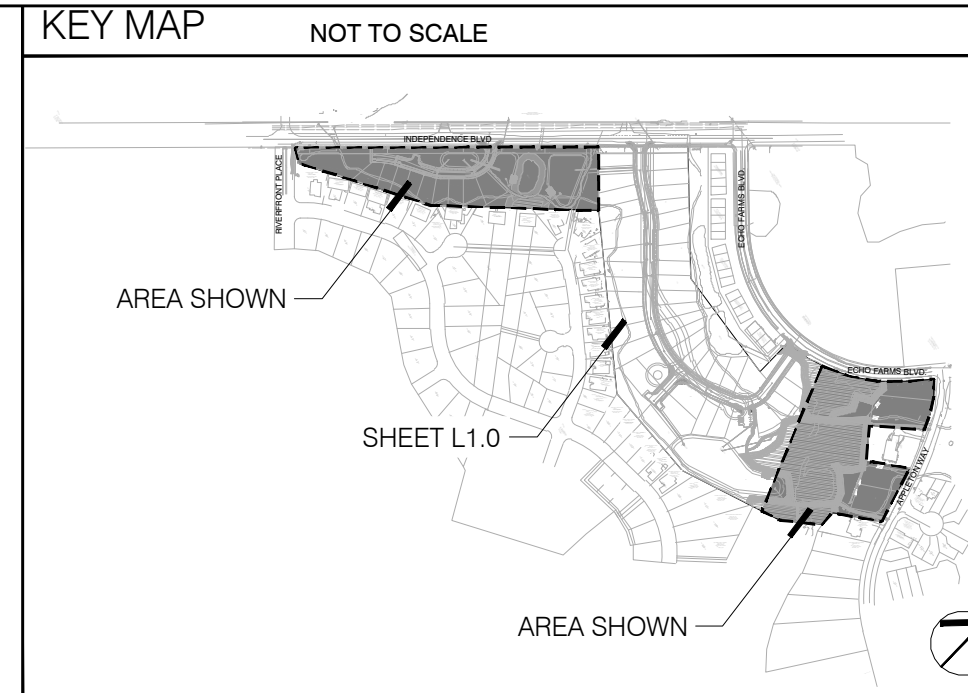 KEY MAP
NOT TO SCALE
INDEPENDENCE BLVD
RIVERFRONT PLACE
ECHO FARMS BLVD.
AREA SHOWN
ECHO FARMS BLVD.
SHEET L1.0
APPLETON WAY
AREA SHOWN